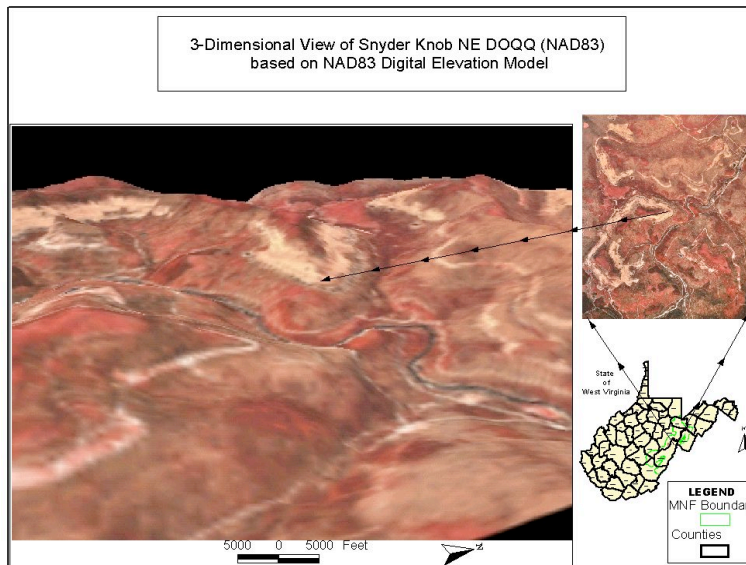 3-Dimensional View of Snyder Knob NE DOQQ (NAD83)
based on NAD83 Digital Elevation Model
State
of
West Virginia
LEGEND
MNF Boundar
Counties
5000 0 5000 Feet